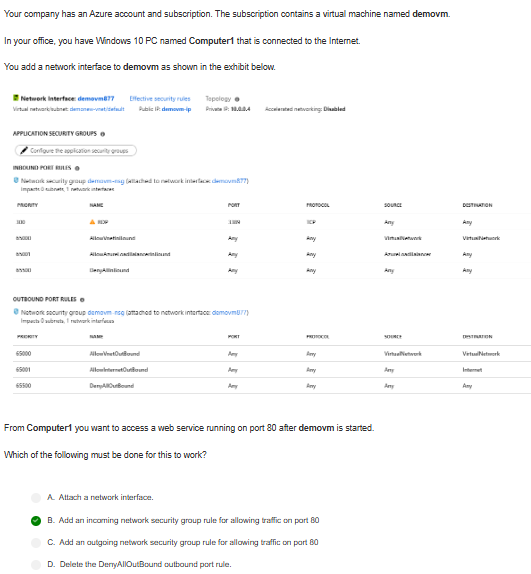 Your company has an Azure account and subscription. The subscription contains a virtual machine named demovm.
In your office, you have Windows 10 PC named Computer1 that is connected to the Internet.
You add a network interface to demovm as shown in the exhibit below.
Network Interface: demovm877 Effective security rules Topology
Virtual network/subnet: demones-vnet/default Public IP: demovm-ip Private IP: 10.0.0.4 Accelerated networking: Disabled
APPLICATION SECURITY GROUPS
Configure the application security groups
INBOUND PORT RULES
Network security group demovm-nsg (attached to network interface: demovm877)
Impacts 0 subnets, 1 network interfaces
PRIORITY NAME PORT PROTOCOL SOURCE DESTINATION
300 TCP Any Any
65000 AllowVnetInBound Any Any VirtualNetwork VirtualNetwork
65001 AllowAzureLoadBalancerInBound Any Any AzureLoadBalancer Any
65500 DenyAllInBound Any Any Any Any
OUTBOUND PORT RULES
Network security group demovm-nsg (attached to network interface: demovm877)
Impacts 0 subnets, 1 network interfaces
PRIORITY NAME PORT PROTOCOL SOURCE DESTINATION
65000 AllowVnetOutBound Any Any VirtualNetwork VirtualNetwork
65001 AllowInternetOutBound Any Any Any Internet
65500 DenyAllOutBound Any Any Any Any
From Computer1 you want to access a web service running on port 80 after demovm is started.
Which of the following must be done for this to work?
A. Attach a network interface.
B. Add an incoming network security group rule for allowing traffic on port 80
C. Add an outgoing network security group rule for allowing traffic on port 80
D. Delete the DenyAllOutBound outbound port rule.